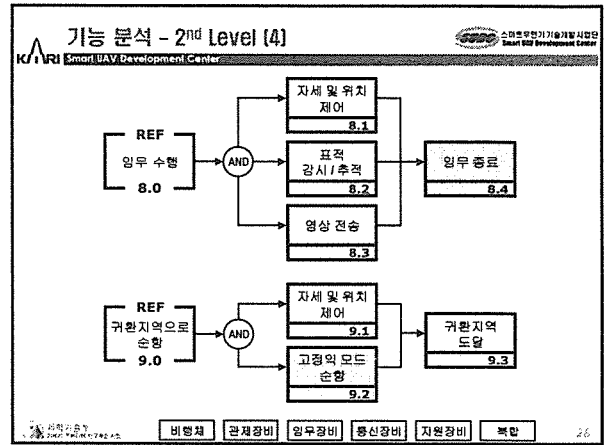 기능 분석 – 2nd Level (4)
스마트무인기기술개발사업단
Smart UAV Development Center
KARI Smart UAV Development Center
REF
임무 수행
8.0
AND
자세 및 위치
제어
8.1
표적
감시 / 추적
8.2
영상 전송
8.3
임무 종료
8.4
REF
귀환지역으로
순항
9.0
AND
자세 및 위치
제어
9.1
고정익 모드
순항
9.2
귀환지역
도달
9.3
과학기술부
비행체 관제장비 임무장비 통신장비 지원장비 복합
26